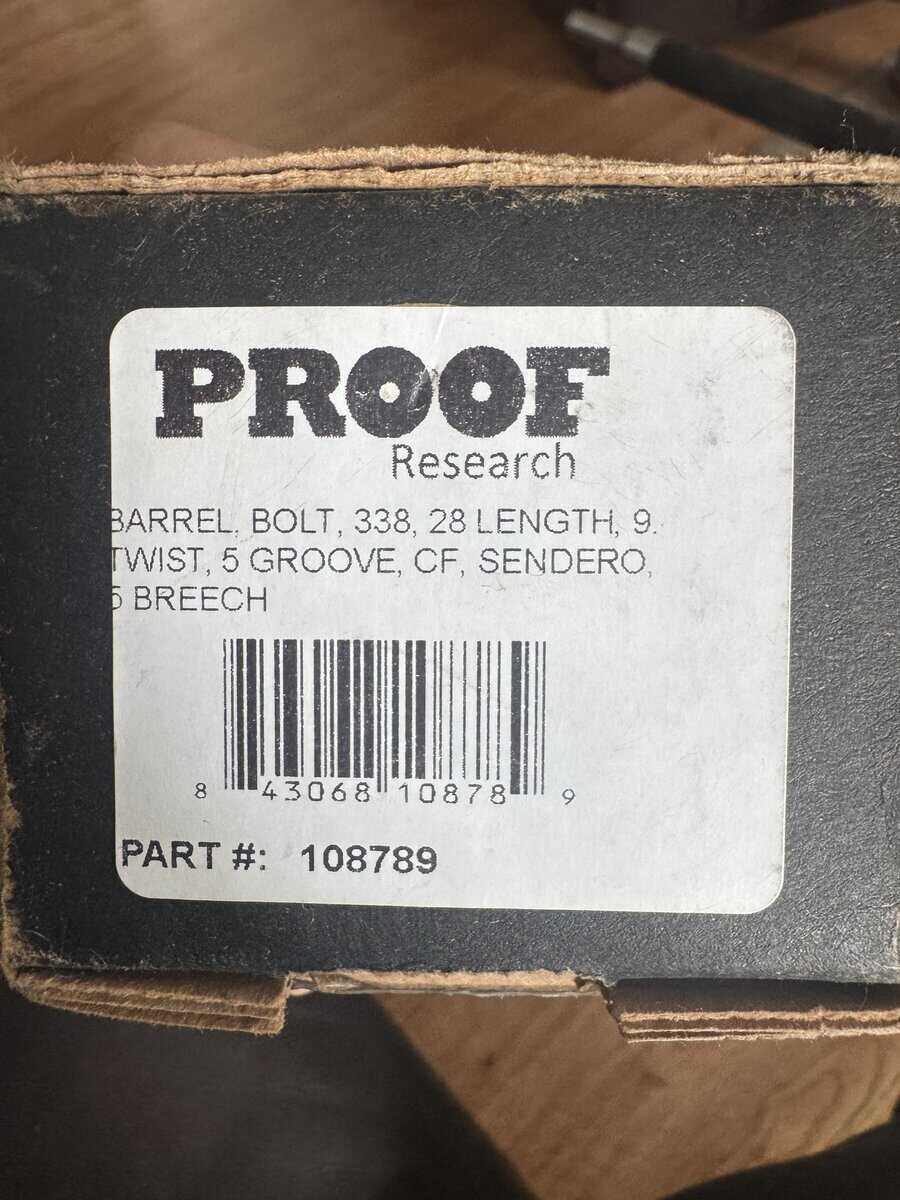 PROOF
Research
BARREL, BOLT, 338, 28 LENGTH, 9.
TWIST, 5 GROOVE, CF, SENDERO,
5 BREECH
8 43068 10878 9
PART #: 108789